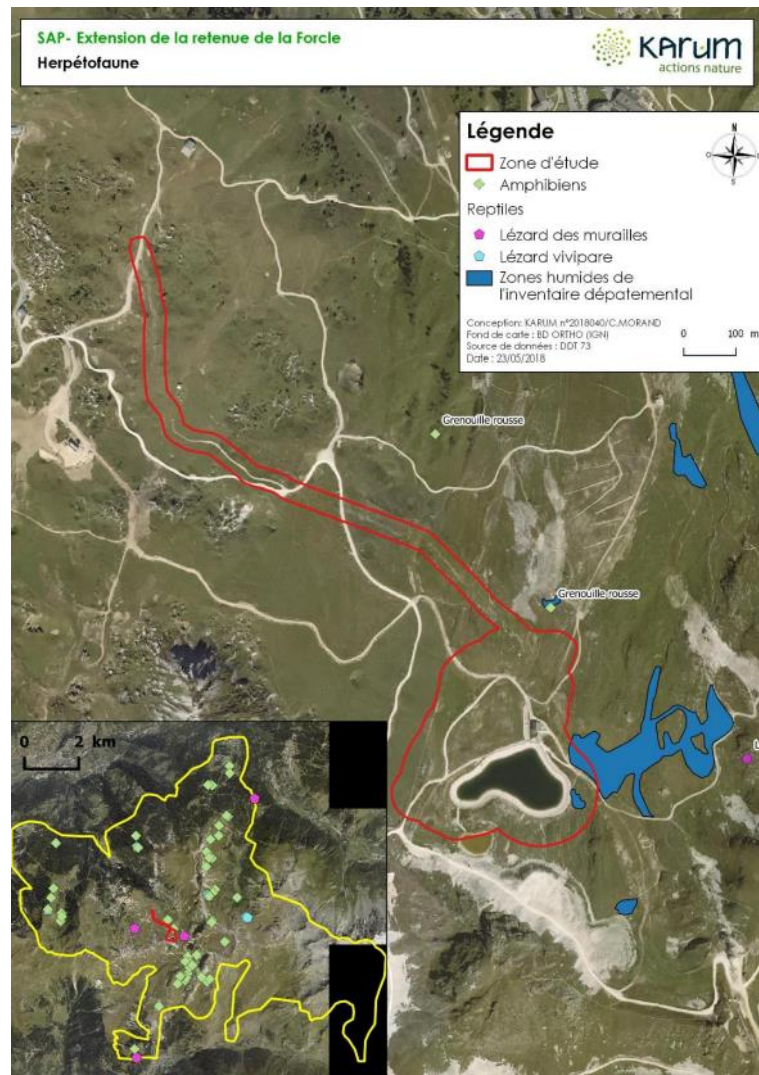 SAP- Extension de la retenue de la Forcle
Herpétofaune
KARUM
actions nature
Légende
Zone d'étude
Amphibiens
Reptiles
Lézard des murailles
Lézard vivipare
Zones humides de
l'inventaire dépatemental
Conception: KARUM n°2018040/C.MORAND
Fond de carte : BD ORTHO (IGN)
Source de données : DDT 73
Date : 23/05/2018
N
O
E
S
0 100 m
Grenouille rousse
Grenouille rousse
L
0 2 km